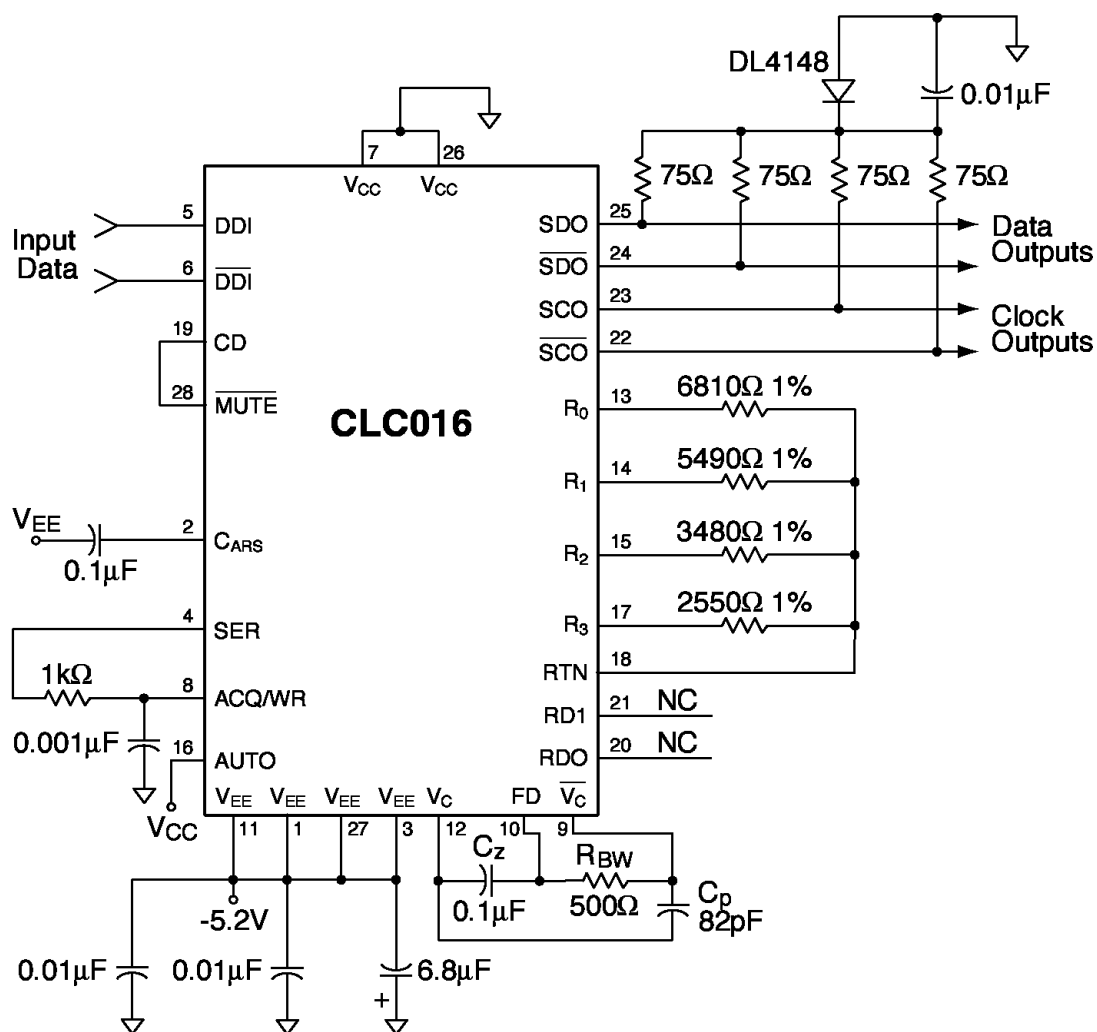 DL4148
0.01µF
7
26
VCC
VCC
75Ω
75Ω
75Ω
75Ω
Input
Data
5
DDI
6
DDI
19
CD
28
MUTE
CLC016
SDO
25
SDO
24
SCO
23
SCO
22
Data
Outputs
Clock
Outputs
R0
13
6810Ω 1%
R1
14
5490Ω 1%
R2
15
3480Ω 1%
R3
17
2550Ω 1%
RTN
18
RD1
21
NC
RDO
20
NC
VEE
0.1µF
2
CARS
4
SER
1kΩ
8
ACQ/WR
0.001µF
16
AUTO
VCC
VEE
VEE
VEE
VEE
VC
FD
VC
11
1
27
3
12
10
9
Cz
0.1µF
RBW
500Ω
Cp
82pF
-5.2V
0.01µF
0.01µF
6.8µF
+